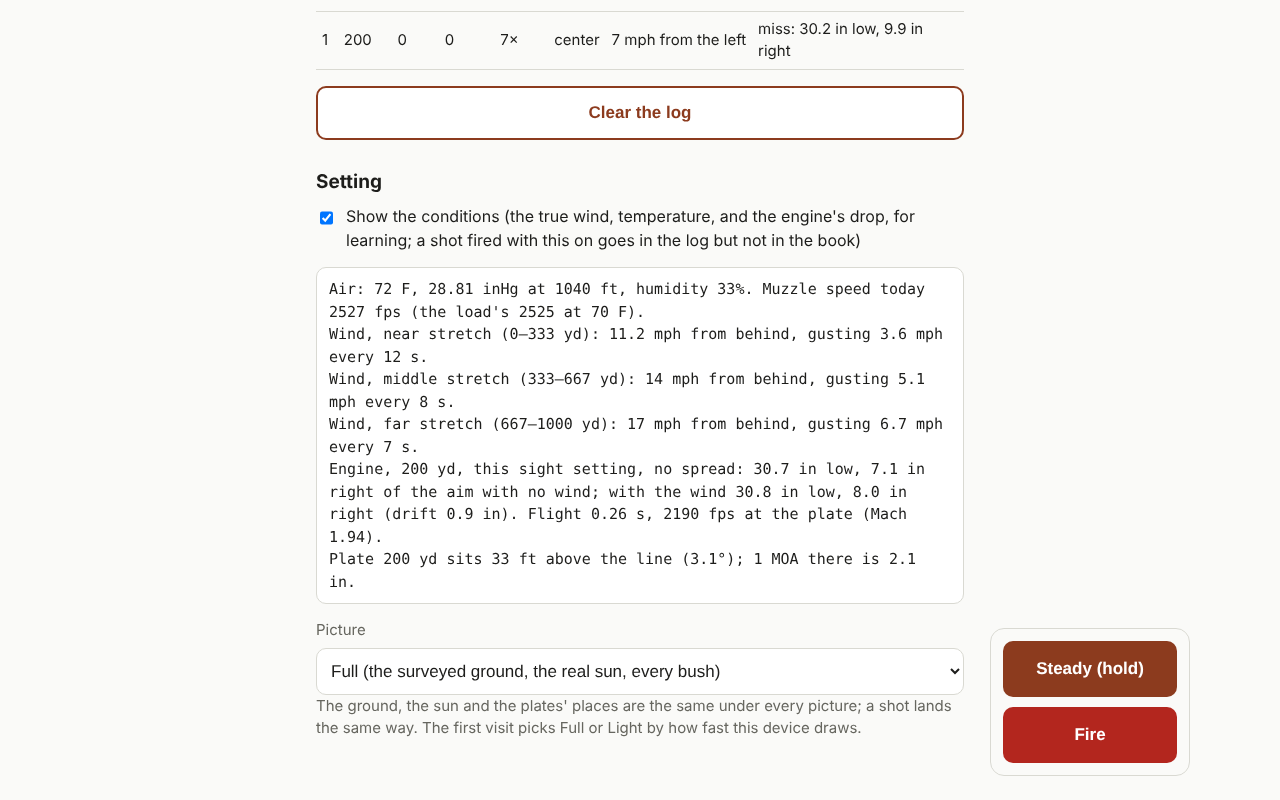 1 200 0 0 7× center 7 mph from the left miss: 30.2 in low, 9.9 in
right
Clear the log
Setting
Show the conditions (the true wind, temperature, and the engine's drop, for
learning; a shot fired with this on goes in the log but not in the book)
Air: 72 F, 28.81 inHg at 1040 ft, humidity 33%. Muzzle speed today
2527 fps (the load's 2525 at 70 F).
Wind, near stretch (0–333 yd): 11.2 mph from behind, gusting 3.6 mph
every 12 s.
Wind, middle stretch (333–667 yd): 14 mph from behind, gusting 5.1
mph every 8 s.
Wind, far stretch (667–1000 yd): 17 mph from behind, gusting 6.7 mph
every 7 s.
Engine, 200 yd, this sight setting, no spread: 30.7 in low, 7.1 in
right of the aim with no wind; with the wind 30.8 in low, 8.0 in
right (drift 0.9 in). Flight 0.26 s, 2190 fps at the plate (Mach
1.94).
Plate 200 yd sits 33 ft above the line (3.1°); 1 MOA there is 2.1
in.
Picture
Full (the surveyed ground, the real sun, every bush)
The ground, the sun and the plates' places are the same under every picture; a shot lands
the same way. The first visit picks Full or Light by how fast this device draws.
Steady (hold)
Fire